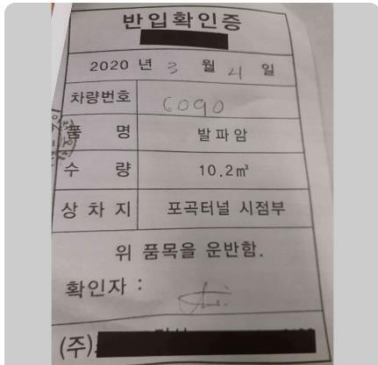 반입확인증
2020 년 3 월 4 일
차량번호 6090
품 명 발파암
수 량 10.2㎥
상 차 지 포곡터널 시점부
위 품목을 운반함.
확인자 :
(주)